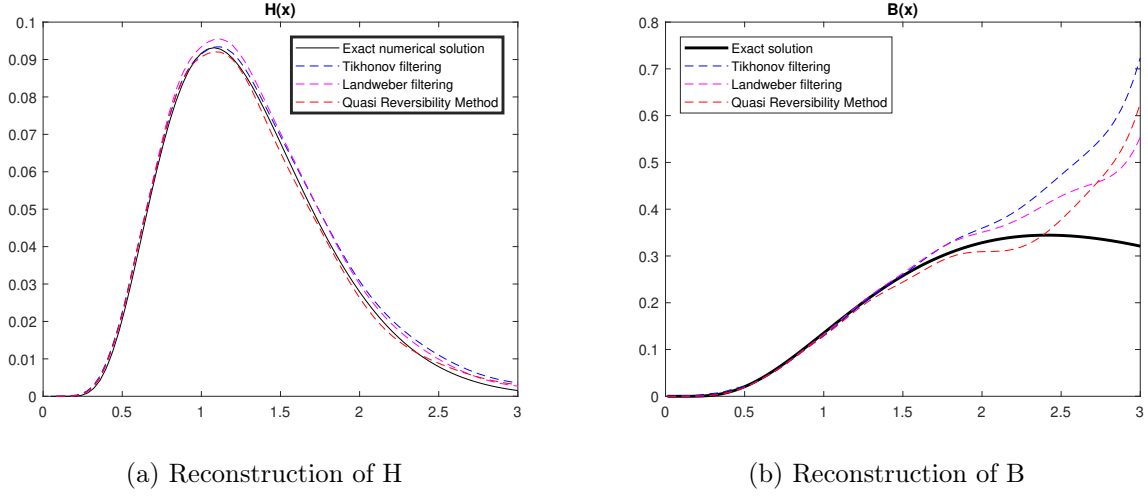 H(x)
0.1
0.09
0.08
0.07
0.06
0.05
0.04
0.03
0.02
0.01
0
0 0.5 1 1.5 2 2.5 3
Exact numerical solution
Tikhonov filtering
Landweber filtering
Quasi Reversibility Method
(a) Reconstruction of H
B(x)
0.8
0.7
0.6
0.5
0.4
0.3
0.2
0.1
0
0 0.5 1 1.5 2 2.5 3
Exact solution
Tikhonov filtering
Landweber filtering
Quasi Reversibility Method
(b) Reconstruction of B